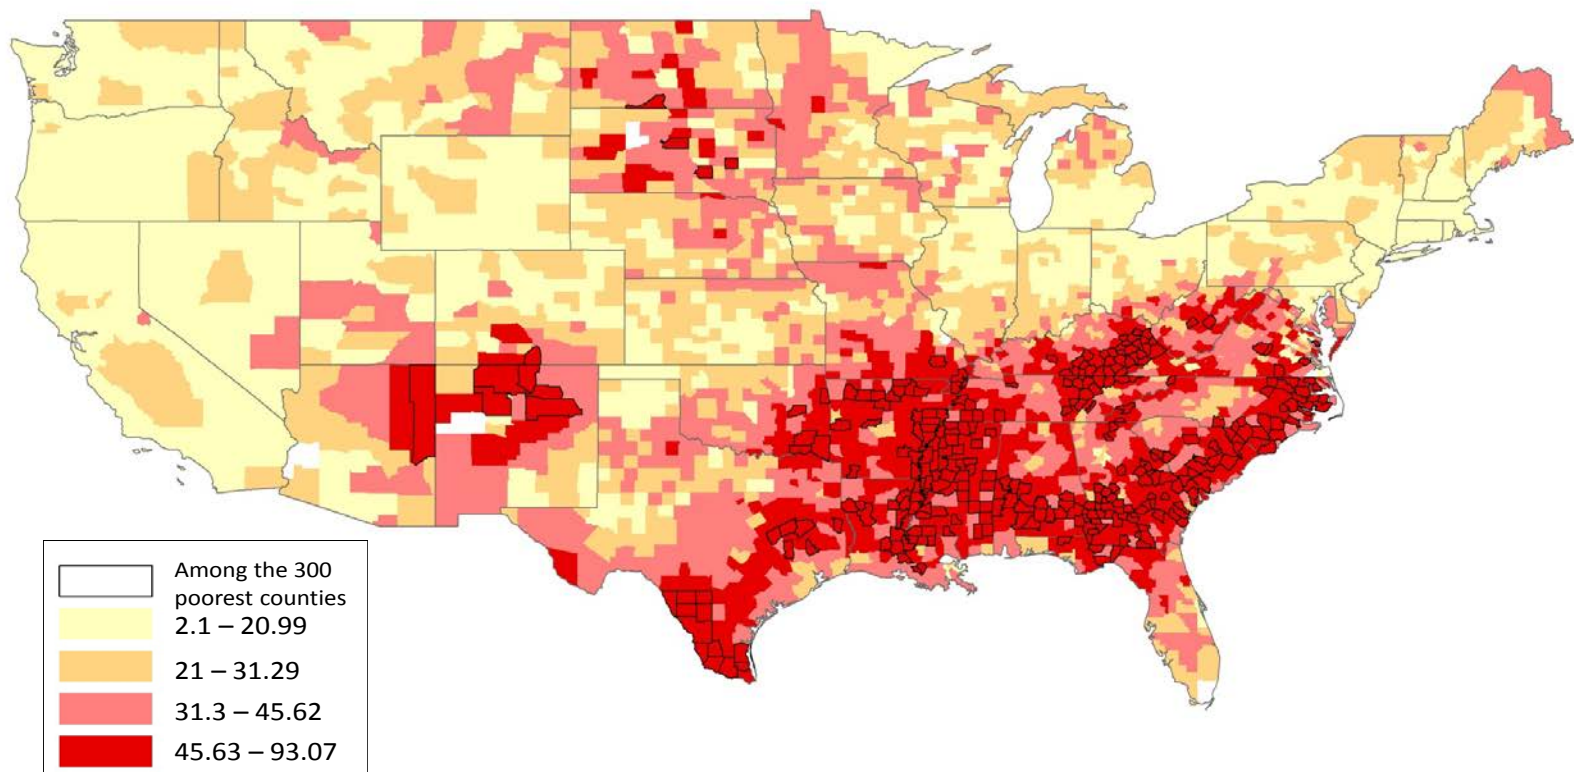 Among the 300
poorest counties
2.1 – 20.99
21 – 31.29
31.3 – 45.62
45.63 – 93.07